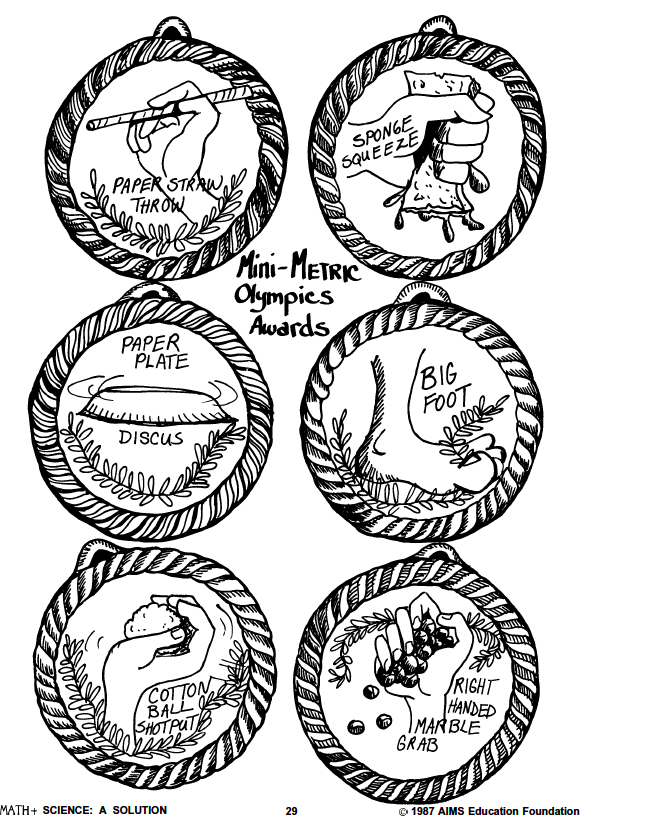 PAPER STRAW
THROW
SPONGE
SQUEEZE
Mini-METRIC
Olympics
Awards
PAPER
PLATE
DISCUS
BIG
FOOT
COTTON
BALL
SHOTPUT
RIGHT
HANDED
MARBLE
GRAB
MATH+ SCIENCE: A SOLUTION
29
© 1987 AIMS Education Foundation